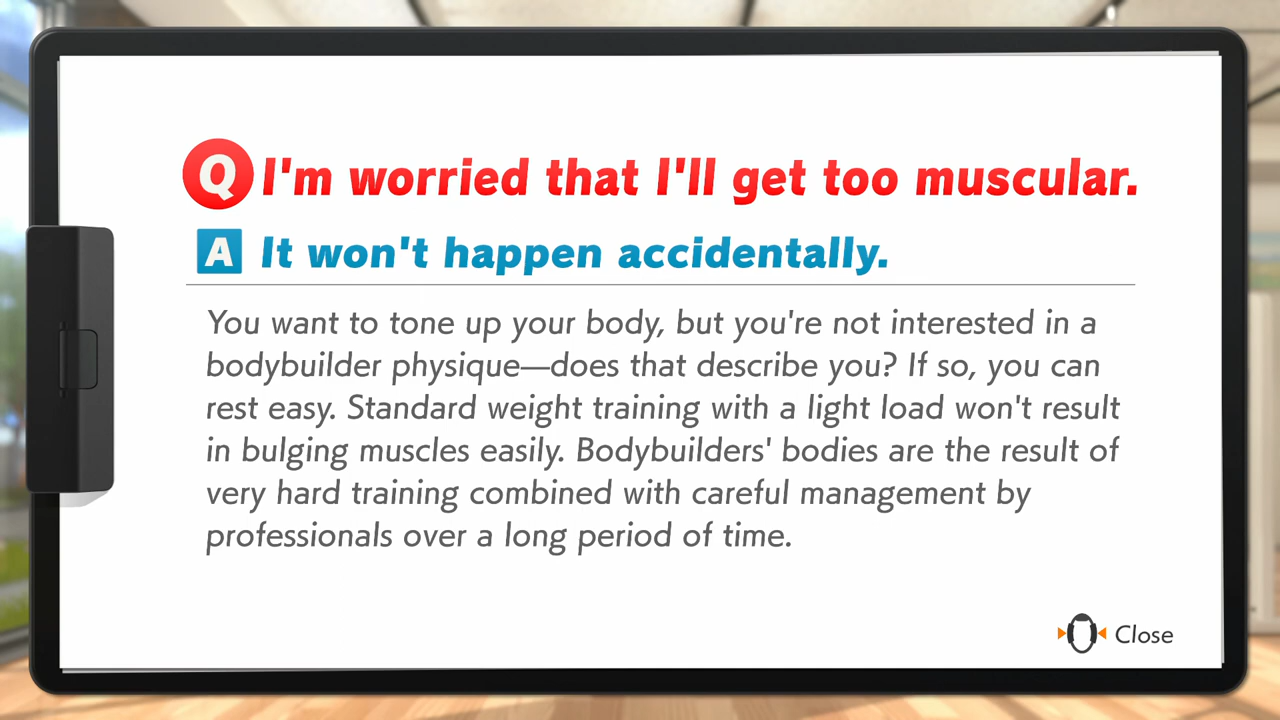 Q I'm worried that I'll get too muscular.
A It won't happen accidentally.
You want to tone up your body, but you're not interested in a
bodybuilder physique—does that describe you? If so, you can
rest easy. Standard weight training with a light load won't result
in bulging muscles easily. Bodybuilders' bodies are the result of
very hard training combined with careful management by
professionals over a long period of time.
Close